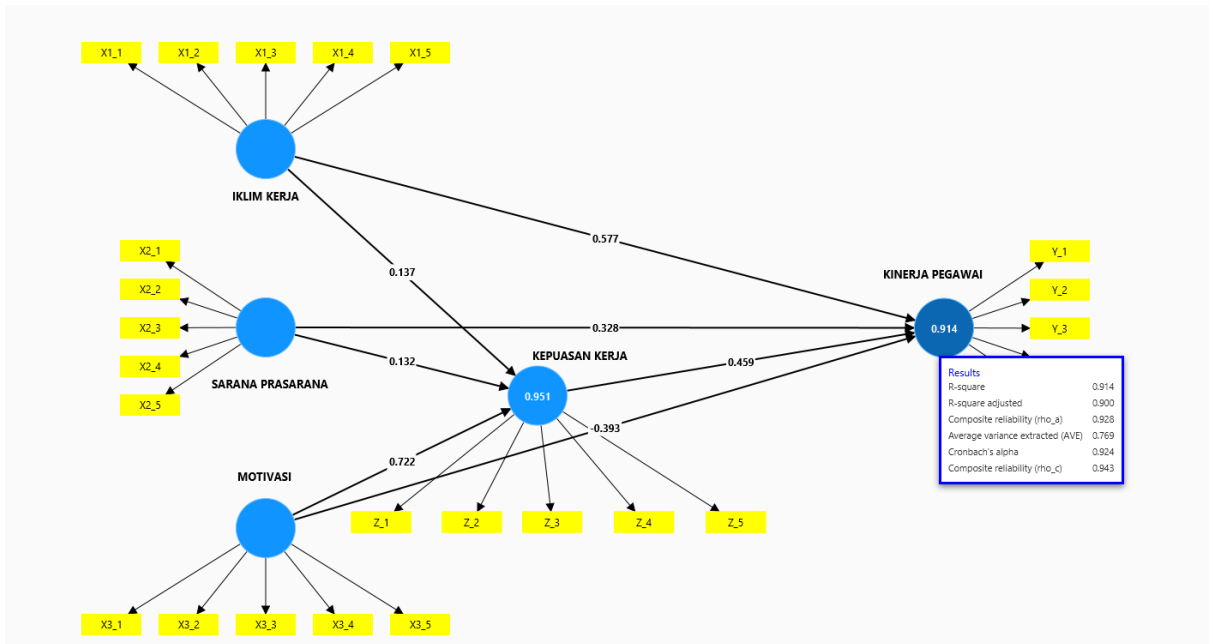 X1_1
X1_2
X1_3
X1_4
X1_5
IKLIM KERJA
0.577
0.137
X2_1
X2_2
X2_3
X2_4
X2_5
SARANA PRASARANA
0.328
0.132
KEPUASAN KERJA
0.951
0.459
-0.393
KINERJA PEGAWAI
0.914
Y_1
Y_2
Y_3
Results
R-square 0.914
R-square adjusted 0.900
Composite reliability (rho_a) 0.928
Average variance extracted (AVE) 0.769
Cronbach's alpha 0.924
Composite reliability (rho_c) 0.943
MOTIVASI
0.722
Z_1
Z_2
Z_3
Z_4
Z_5
X3_1
X3_2
X3_3
X3_4
X3_5